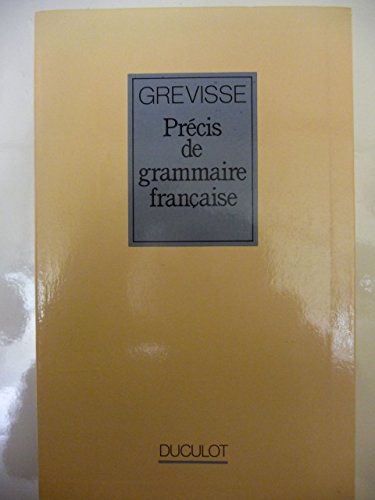 GREVISSE
Précis
de
grammaire
française
DUCULOT